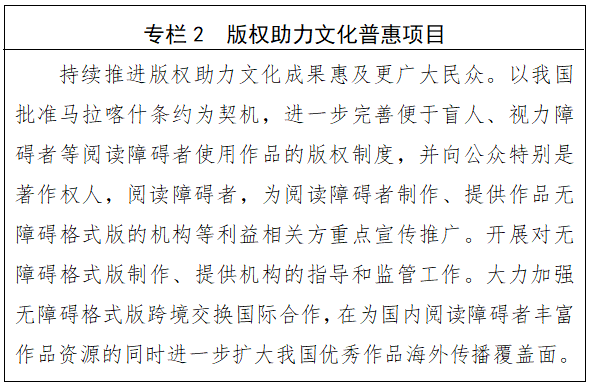 专栏 2 版权助力文化普惠项目
持续推进版权助力文化成果惠及更广大民众。以我国
批准马拉喀什条约为契机，进一步完善便于盲人、视力障
碍者等阅读障碍者使用作品的版权制度，并向公众特别是
著作权人，阅读障碍者，为阅读障碍者制作、提供作品无
障碍格式版的机构等利益相关方重点宣传推广。开展对无
障碍格式版制作、提供机构的指导和监管工作。大力加强
无障碍格式版跨境交换国际合作，在为国内阅读障碍者丰富
作品资源的同时进一步扩大我国优秀作品海外传播覆盖面。